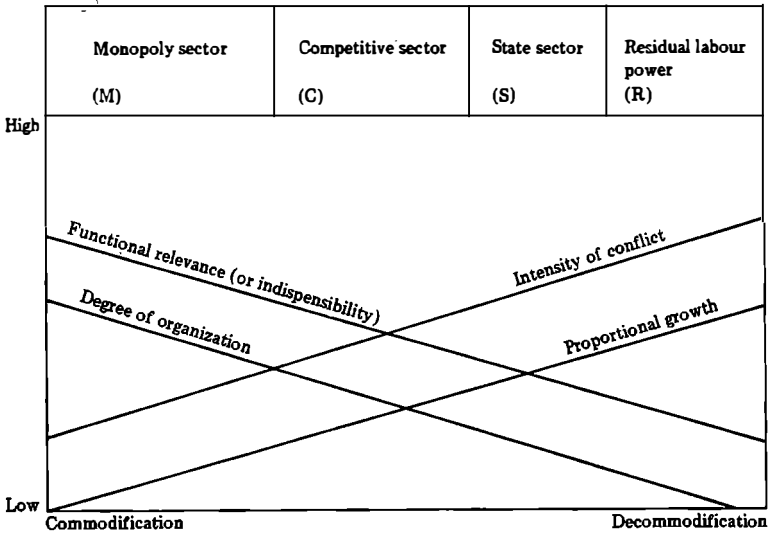 Monopoly sector
(M)
Competitive sector
(C)
State sector
(S)
Residual labour
power
(R)
High
Functional relevance (or indispensibility)
Degree of organization
Intensity of conflict
Proportional growth
Low
Commodification
Decommodification